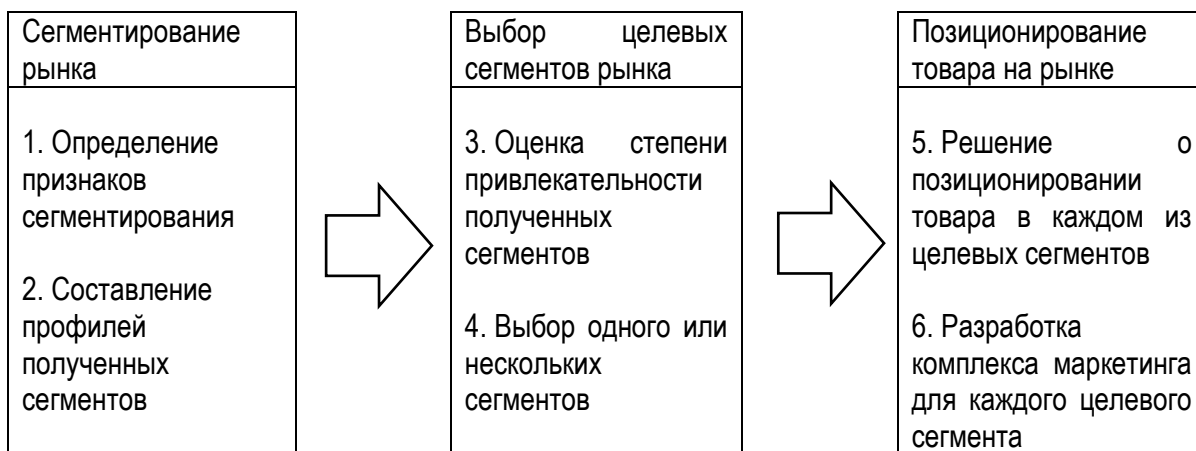 Сегментирование
рынка
1. Определение
признаков
сегментирования
2. Составление
профилей
полученных
сегментов
Выбор целевых
сегментов рынка
3. Оценка степени
привлекательности
полученных
сегментов
4. Выбор одного или
нескольких
сегментов
Позиционирование
товара на рынке
5. Решение о
позиционировании
товара в каждом из
целевых сегментов
6. Разработка
комплекса маркетинга
для каждого целевого
сегмента